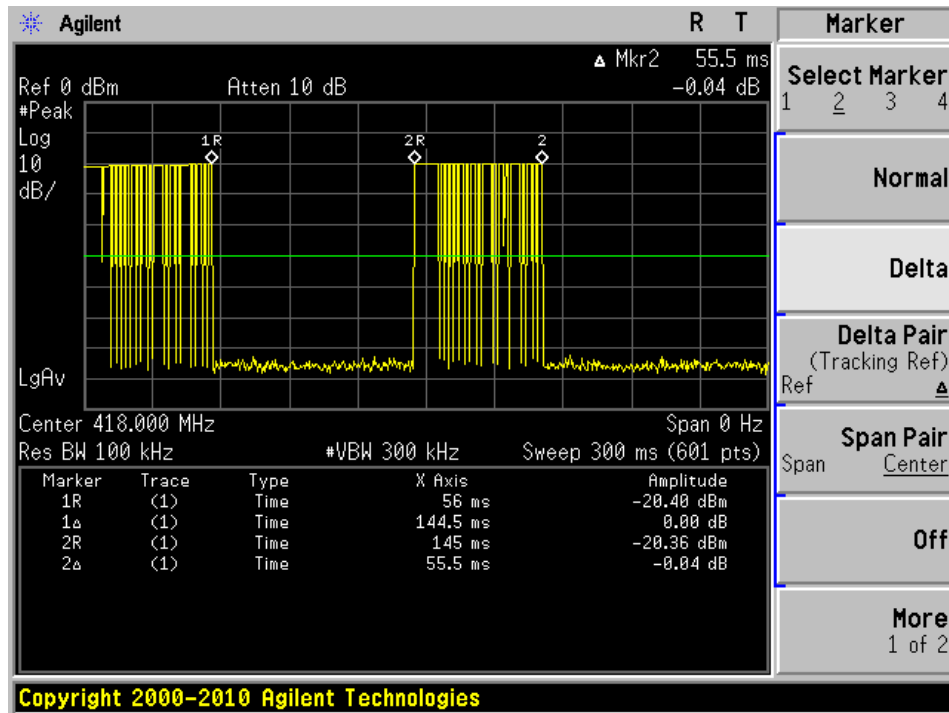 Agilent
R T
Marker
Δ Mkr2 55.5 ms
Ref 0 dBm Atten 10 dB -0.04 dB
#Peak
Log
10
dB/
1R 2R 2
LgAv
Center 418.000 MHz Span 0 Hz
Res BW 100 kHz #VBW 300 kHz Sweep 300 ms (601 pts)
Marker Trace Type X Axis Amplitude
1R (1) Time 56 ms -20.40 dBm
1Δ (1) Time 144.5 ms 0.00 dB
2R (1) Time 145 ms -20.36 dBm
2Δ (1) Time 55.5 ms -0.04 dB
Select Marker
1 2 3 4
Normal
Delta
Delta Pair
(Tracking Ref)
Ref Δ
Span Pair
Span Center
Off
More
1 of 2
Copyright 2000-2010 Agilent Technologies